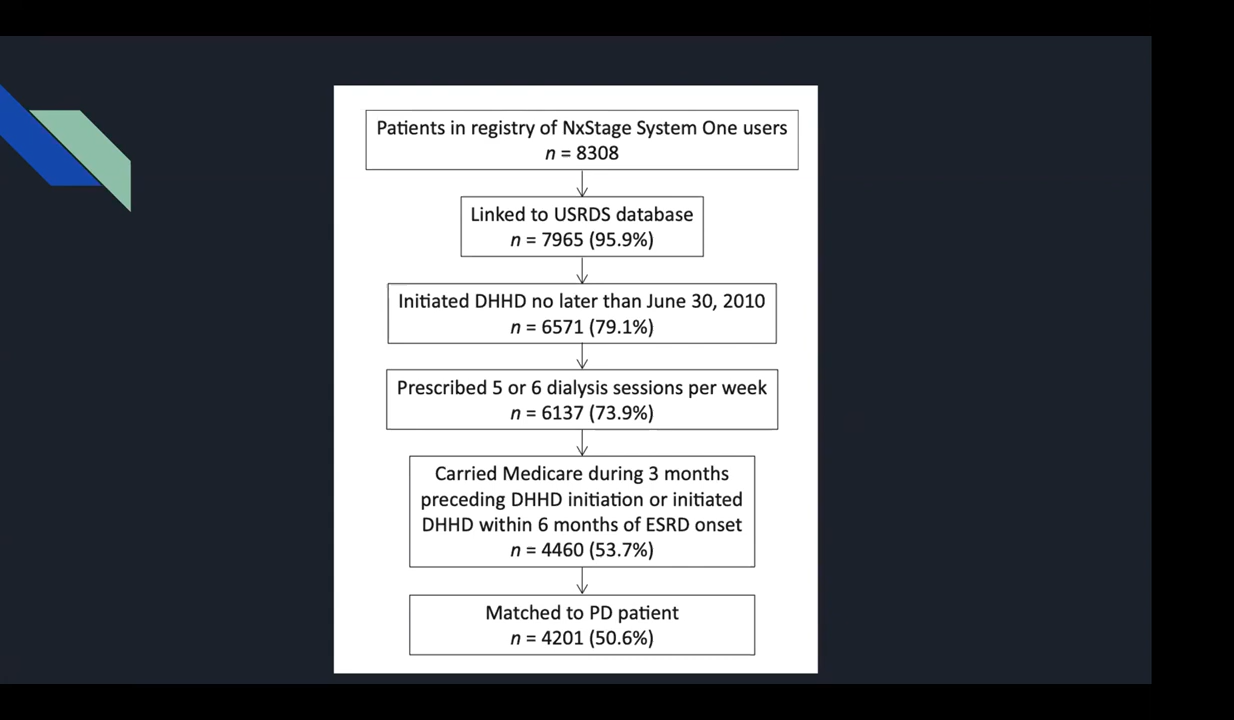 Patients in registry of NxStage System One users
n = 8308
Linked to USRDS database
n = 7965 (95.9%)
Initiated DHHD no later than June 30, 2010
n = 6571 (79.1%)
Prescribed 5 or 6 dialysis sessions per week
n = 6137 (73.9%)
Carried Medicare during 3 months
preceding DHHD initiation or initiated
DHHD within 6 months of ESRD onset
n = 4460 (53.7%)
Matched to PD patient
n = 4201 (50.6%)